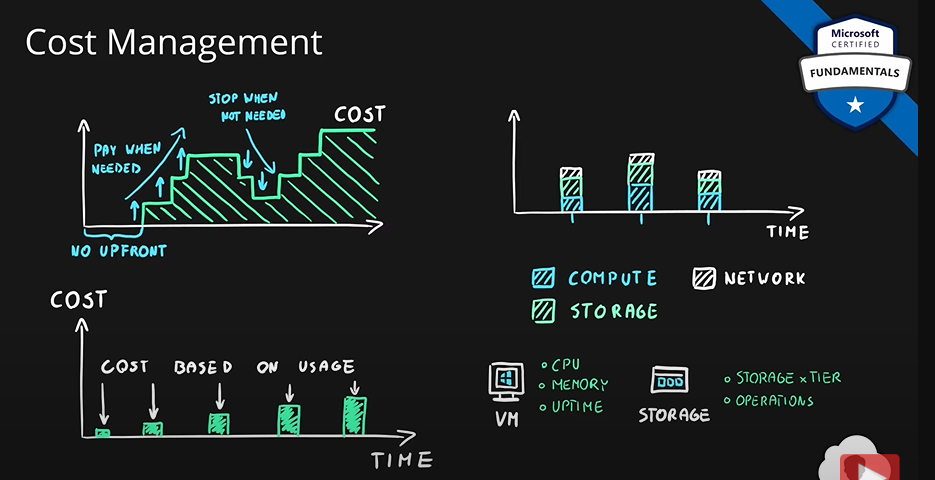 Cost Management
Microsoft
CERTIFIED
FUNDAMENTALS
STOP WHEN
NOT NEEDED
COST
PAY WHEN
NEEDED
NO UPFRONT
TIME
COMPUTE
NETWORK
STORAGE
COST
COST BASED ON USAGE
TIME
VM
CPU
MEMORY
UPTIME
STORAGE
STORAGE x TIER
OPERATIONS